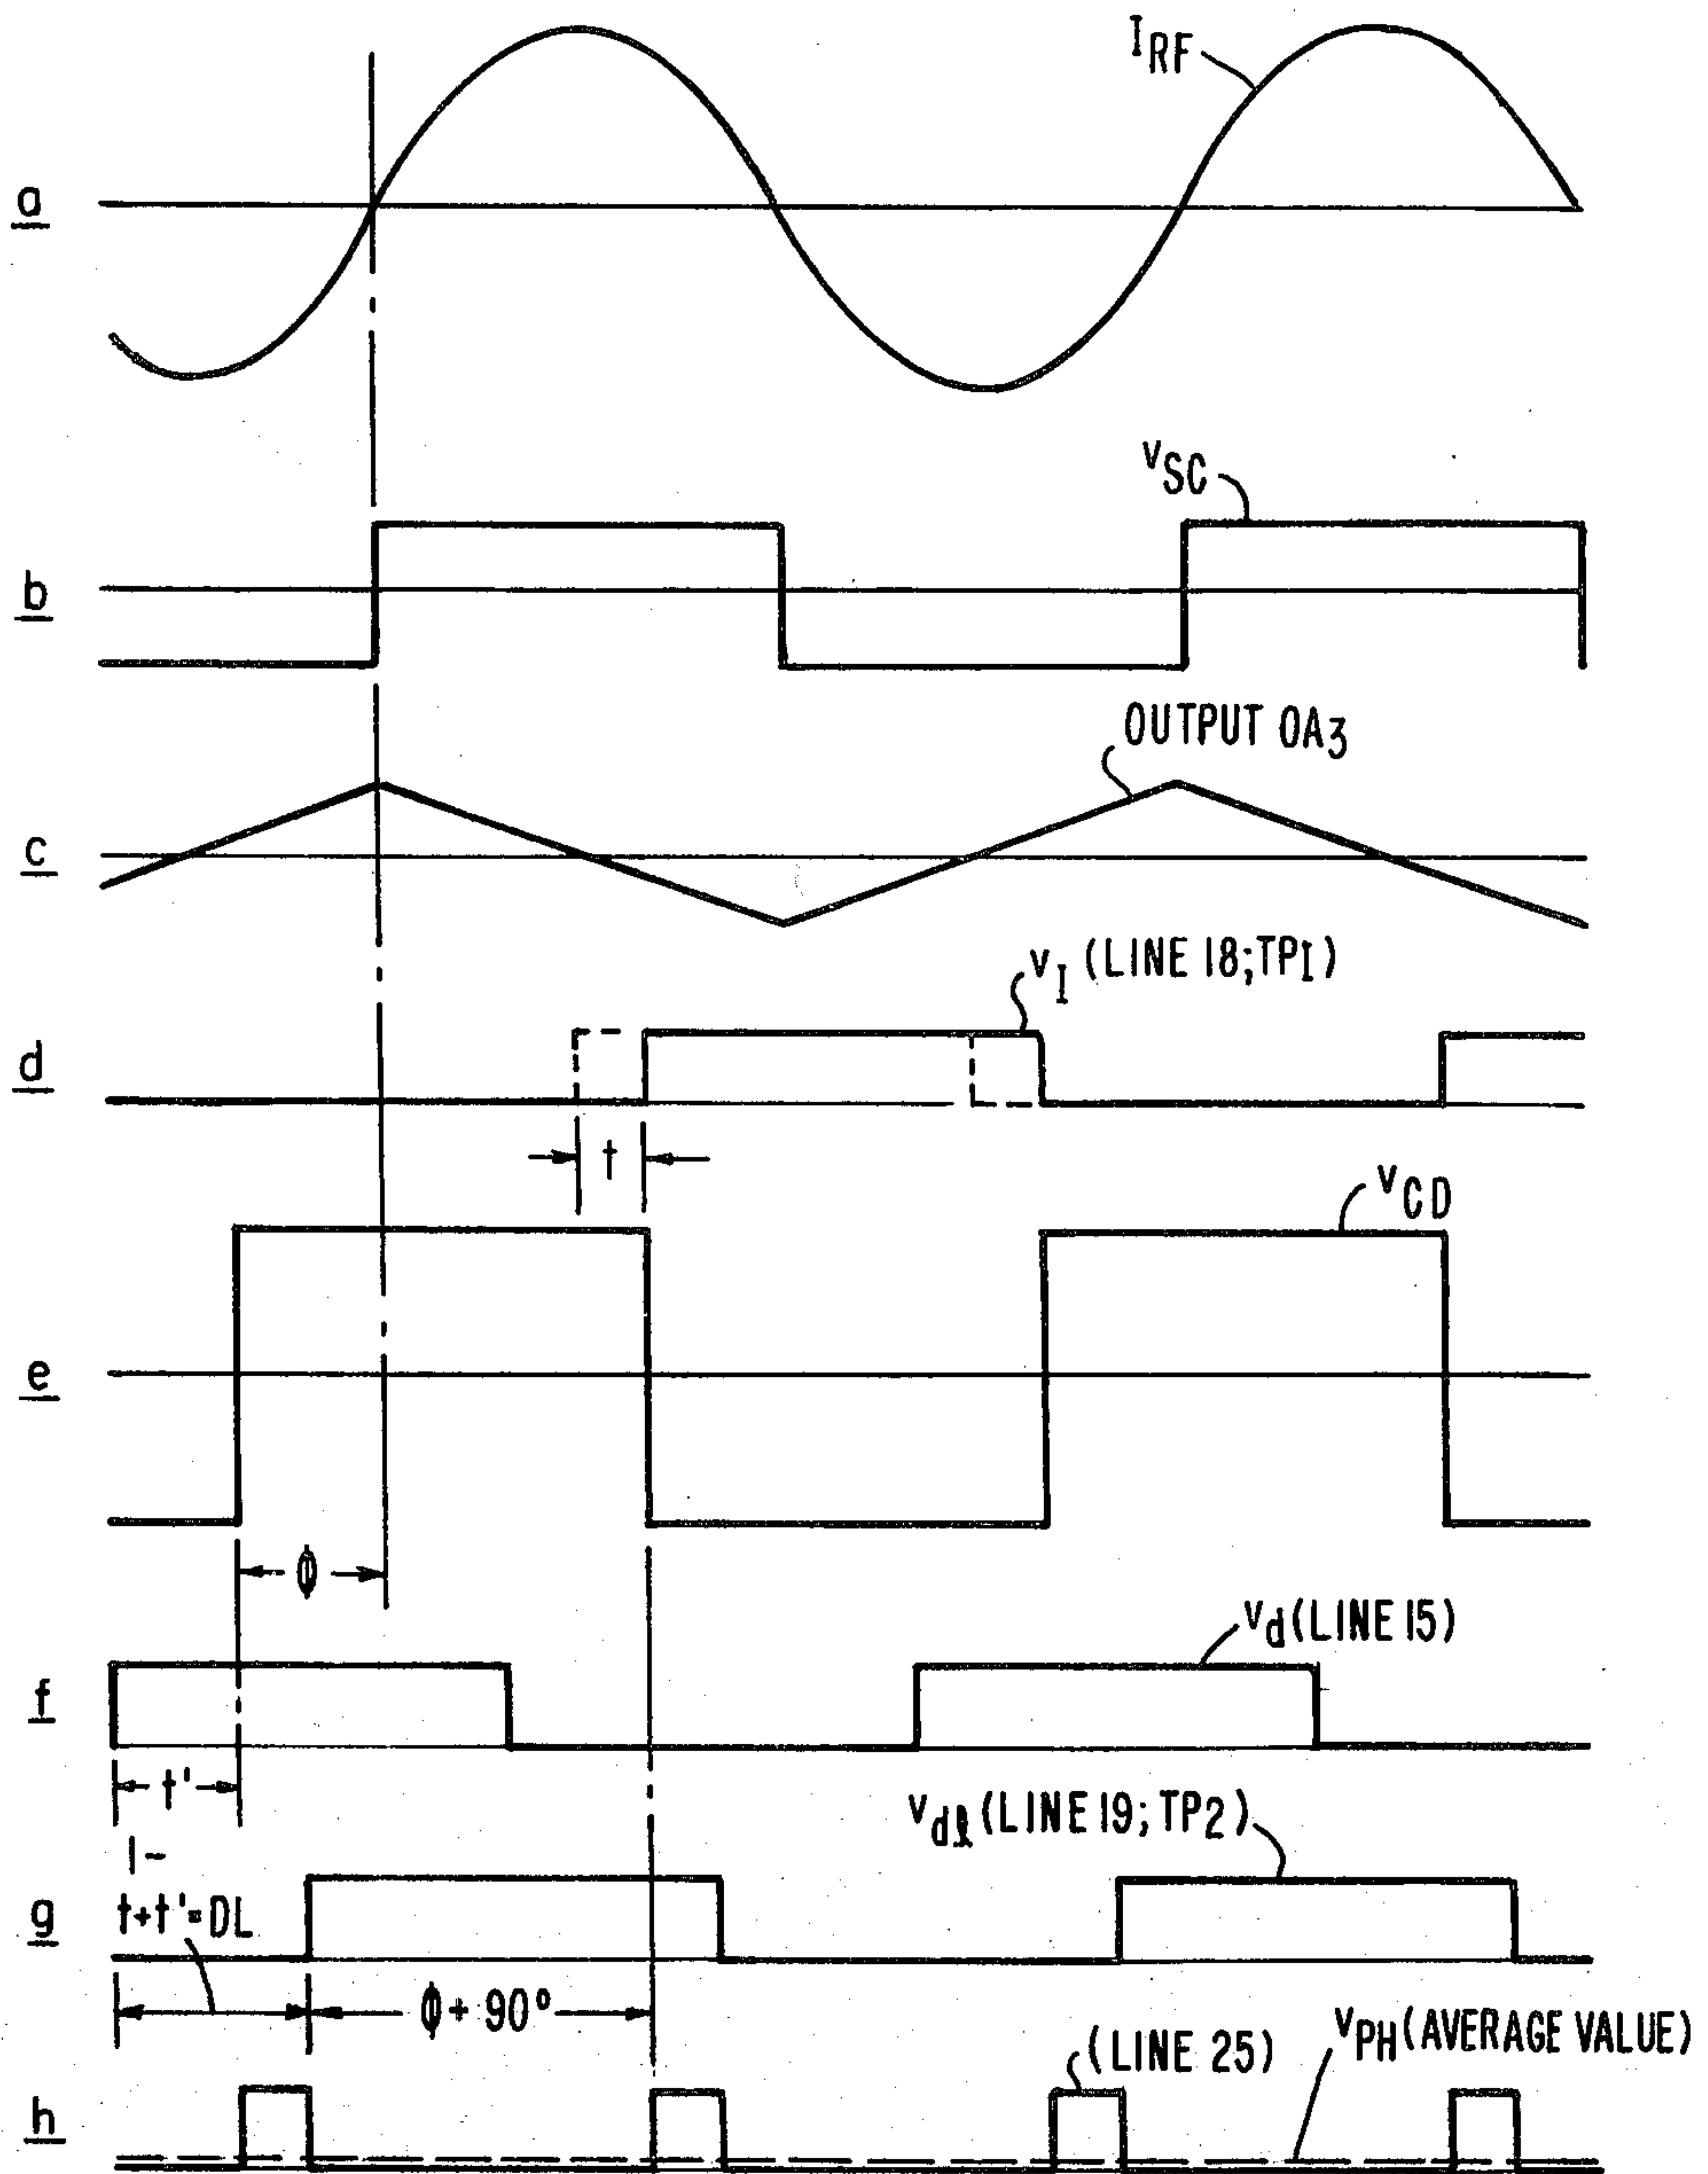 I_RF
a
v_SC
b
OUTPUT OA3
c
v_I (LINE 18; TP1)
d
t
v_CD
e
ϕ
v_d (LINE 15)
f
t'
v_dl (LINE 19; TP2)
g
t+t'=DL
ϕ+90°
(LINE 25)
v_PH (AVERAGE VALUE)
h